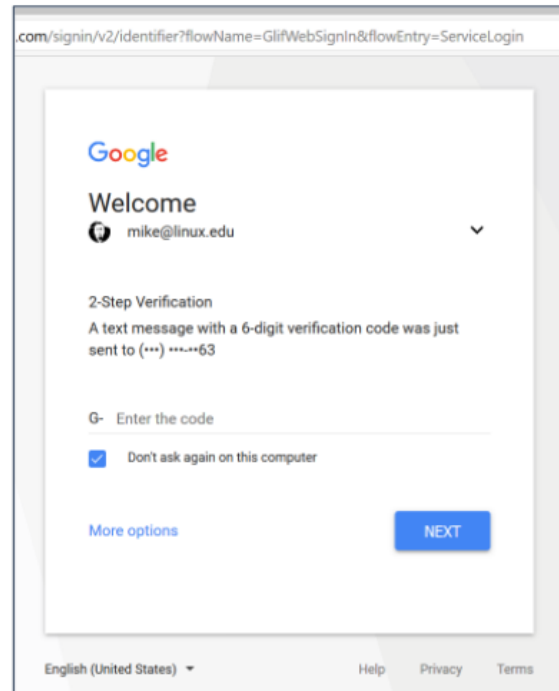 .com/signin/v2/identifier?flowName=GlifWebSignIn&flowEntry=ServiceLogin
Google
Welcome
mike@linux.edu
2-Step Verification
A text message with a 6-digit verification code was just
sent to (•••) •••-••63
G- Enter the code
Don't ask again on this computer
More options
NEXT
English (United States)
Help Privacy Terms